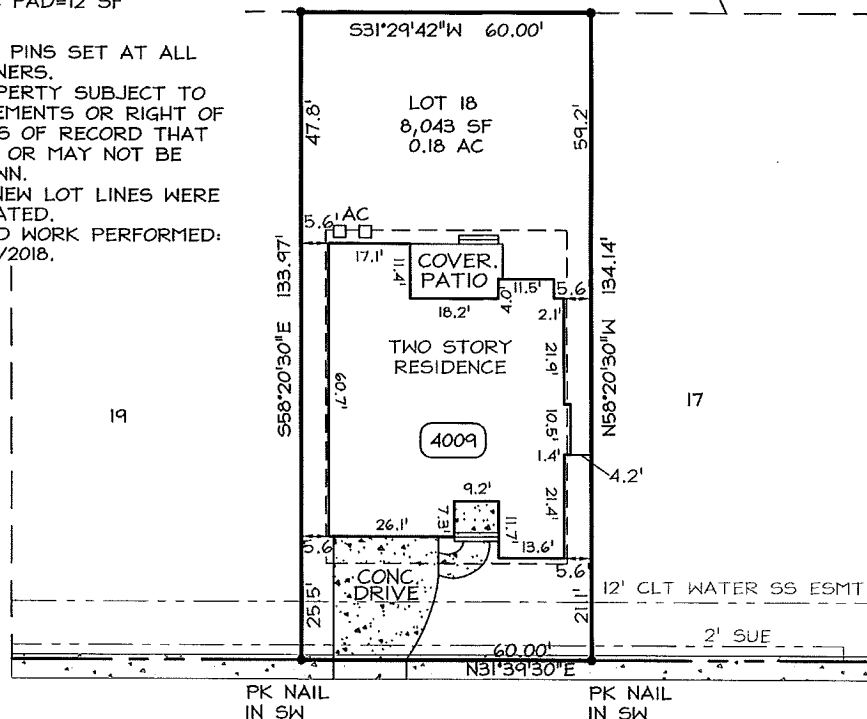 PAD=12 SF
PINS SET AT ALL
NERS.
PERTY SUBJECT TO
EMENTS OR RIGHT OF
S OF RECORD THAT
OR MAY NOT BE
WN.
NEW LOT LINES WERE
ATED.
D WORK PERFORMED:
/2018.
S31°29'42"W 60.00'
LOT 18
8,043 SF
0.18 AC
47.8'
59.2'
5.6'
AC
17.1'
11.4'
COVER.
PATIO
18.2'
4.0'
11.5'
5.6
2.1'
S58°20'30"E 133.97'
N58°20'30"W 134.14'
TWO STORY
RESIDENCE
21.9'
60.7'
10.5'
19
17
4009
1.4'
4.2'
9.2'
7.3'
11.7'
21.4'
26.1'
13.6'
5.6
5.6'
CONC.
DRIVE
25.5'
21.1'
12' CLT WATER SS ESMT
2' SUE
60.00'
N31°39'30"E
PK NAIL
IN SW
PK NAIL
IN SW